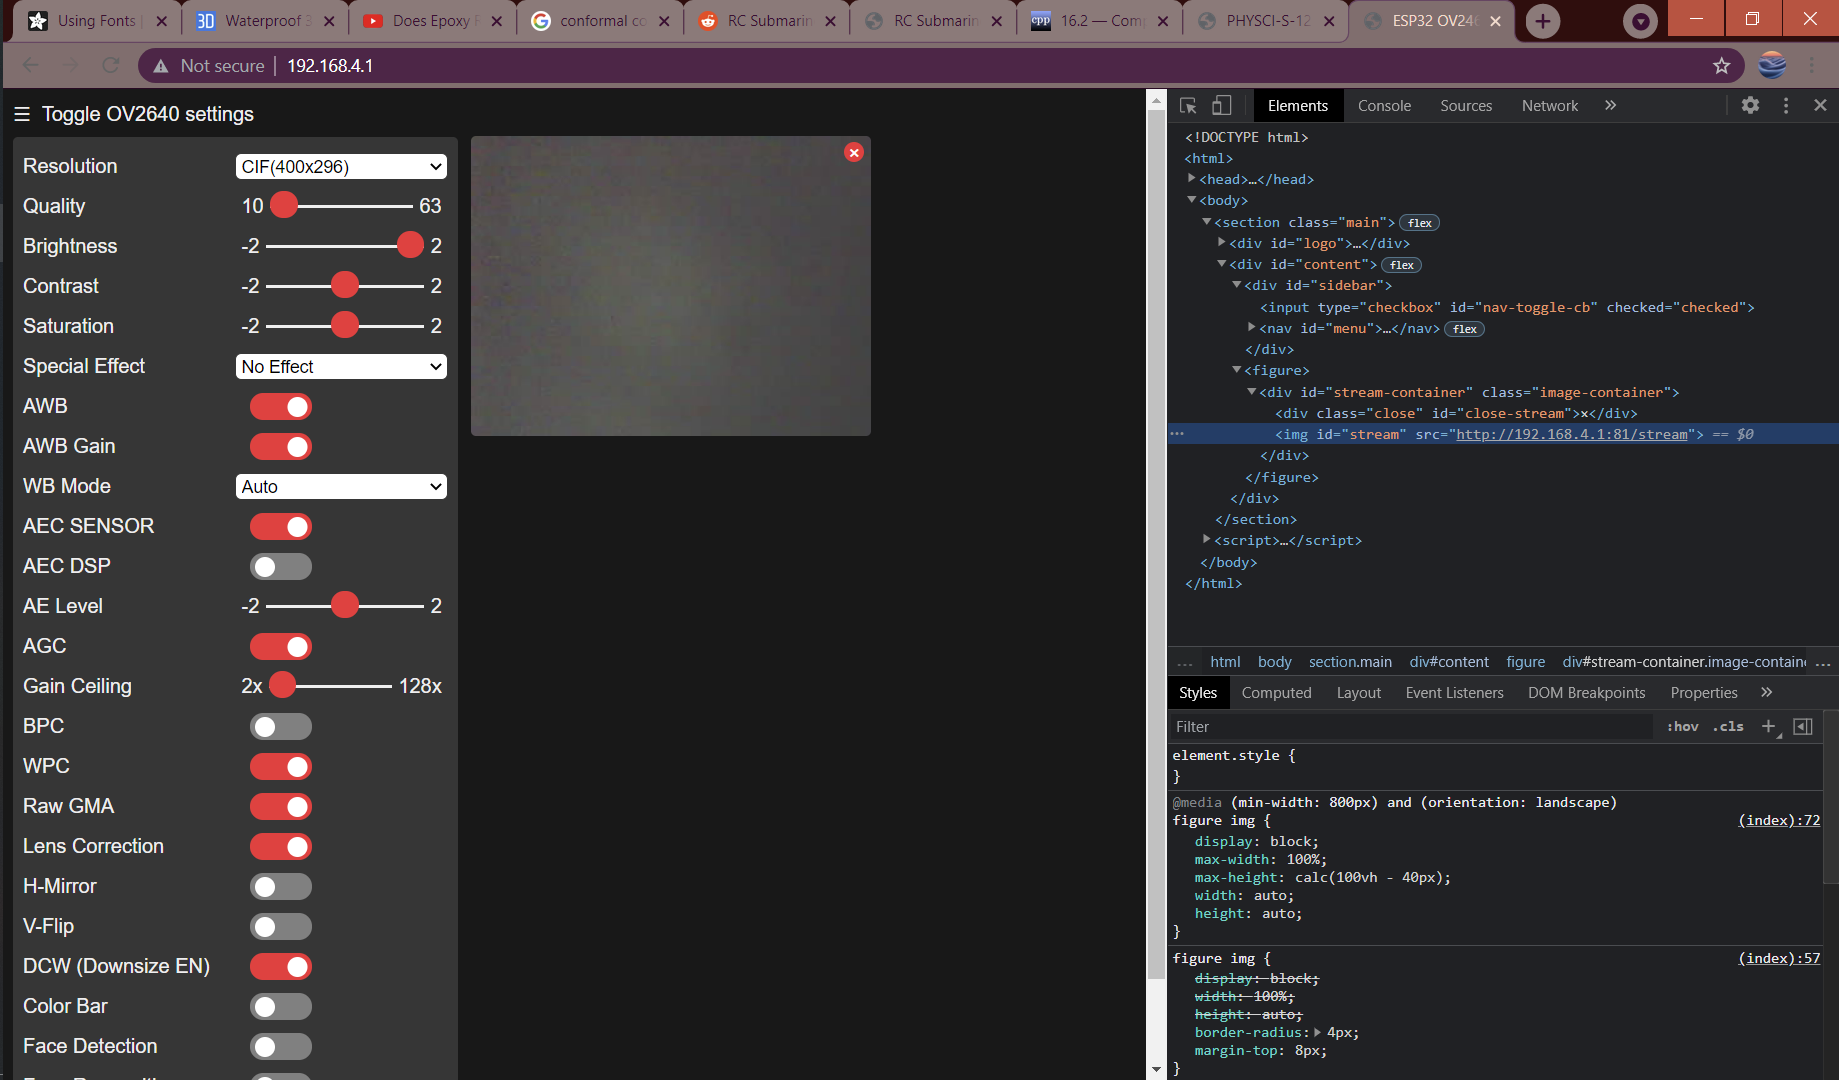 Using Fonts
Waterproof 3
Does Epoxy
conformal co
RC Submarin
RC Submarin
16.2 — Com
PHYSCI-S-12
ESP32 OV246
Not secure
192.168.4.1
☰ Toggle OV2640 settings
Resolution CIF(400x296)
Quality 10 63
Brightness -2 2
Contrast -2 2
Saturation -2 2
Special Effect No Effect
AWB
AWB Gain
WB Mode Auto
AEC SENSOR
AEC DSP
AE Level -2 2
AGC
Gain Ceiling 2x 128x
BPC
WPC
Raw GMA
Lens Correction
H-Mirror
V-Flip
DCW (Downsize EN)
Color Bar
Face Detection
Elements Console Sources Network »
<!DOCTYPE html>
<html>
<head>…</head>
<body>
<section class="main"> flex
<div id="logo">…</div>
<div id="content"> flex
<div id="sidebar">
<input type="checkbox" id="nav-toggle-cb" checked="checked">
<nav id="menu">…</nav> flex
</div>
<figure>
<div id="stream-container" class="image-container">
<div class="close" id="close-stream">×</div>
<img id="stream" src="http://192.168.4.1:81/stream"> == $0
</div>
</figure>
</div>
</section>
<script>…</script>
</body>
</html>
... html body section.main div#content figure div#stream-container.image-containe ...
Styles Computed Layout Event Listeners DOM Breakpoints Properties »
Filter :hov .cls +
element.style {
}
@media (min-width: 800px) and (orientation: landscape)
figure img { (index):72
display: block;
max-width: 100%;
max-height: calc(100vh - 40px);
width: auto;
height: auto;
}
figure img { (index):57
display: block;
width: 100%;
height: auto;
border-radius: 4px;
margin-top: 8px;
}